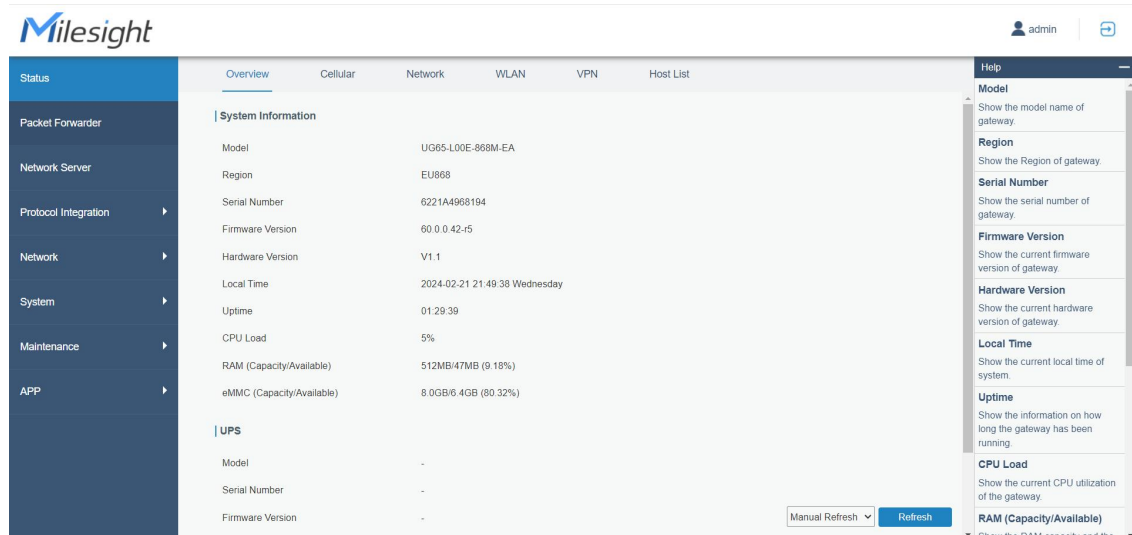 Milesight
admin
Status
Packet Forwarder
Network Server
Protocol Integration
Network
System
Maintenance
APP
Overview Cellular Network WLAN VPN Host List
System Information
Model UG65-L00E-868M-EA
Region EU868
Serial Number 6221A4968194
Firmware Version 60.0.0.42-r5
Hardware Version V1.1
Local Time 2024-02-21 21:49:38 Wednesday
Uptime 01:29:39
CPU Load 5%
RAM (Capacity/Available) 512MB/47MB (9.18%)
eMMC (Capacity/Available) 8.0GB/6.4GB (80.32%)
UPS
Model -
Serial Number -
Firmware Version -
Manual Refresh Refresh
Help
Model
Show the model name of
gateway.
Region
Show the Region of gateway.
Serial Number
Show the serial number of
gateway.
Firmware Version
Show the current firmware
version of gateway.
Hardware Version
Show the current hardware
version of gateway.
Local Time
Show the current local time of
system.
Uptime
Show the information on how
long the gateway has been
running.
CPU Load
Show the current CPU utilization
of the gateway.
RAM (Capacity/Available)
Show the RAM capacity and the